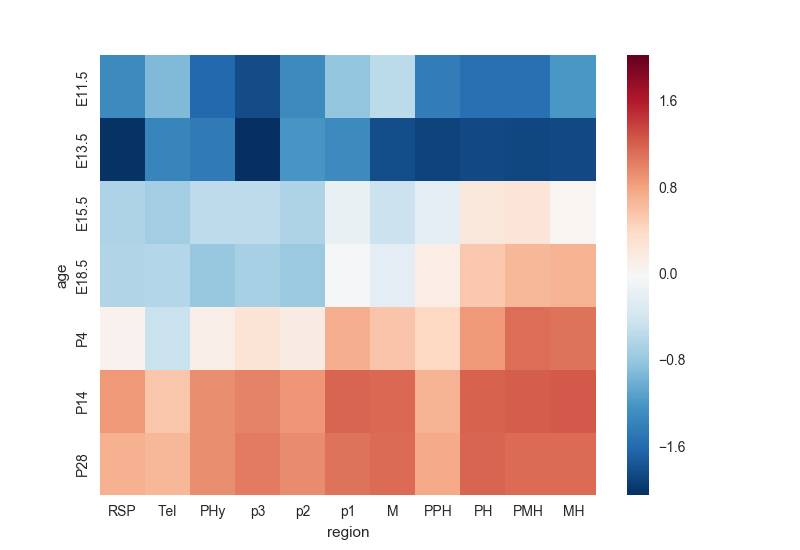 E11.5
E13.5
E15.5
E18.5
P4
P14
P28
age
RSP Tel PHy p3 p2 p1 M PPH PH PMH MH
region
1.6
0.8
0.0
−0.8
−1.6